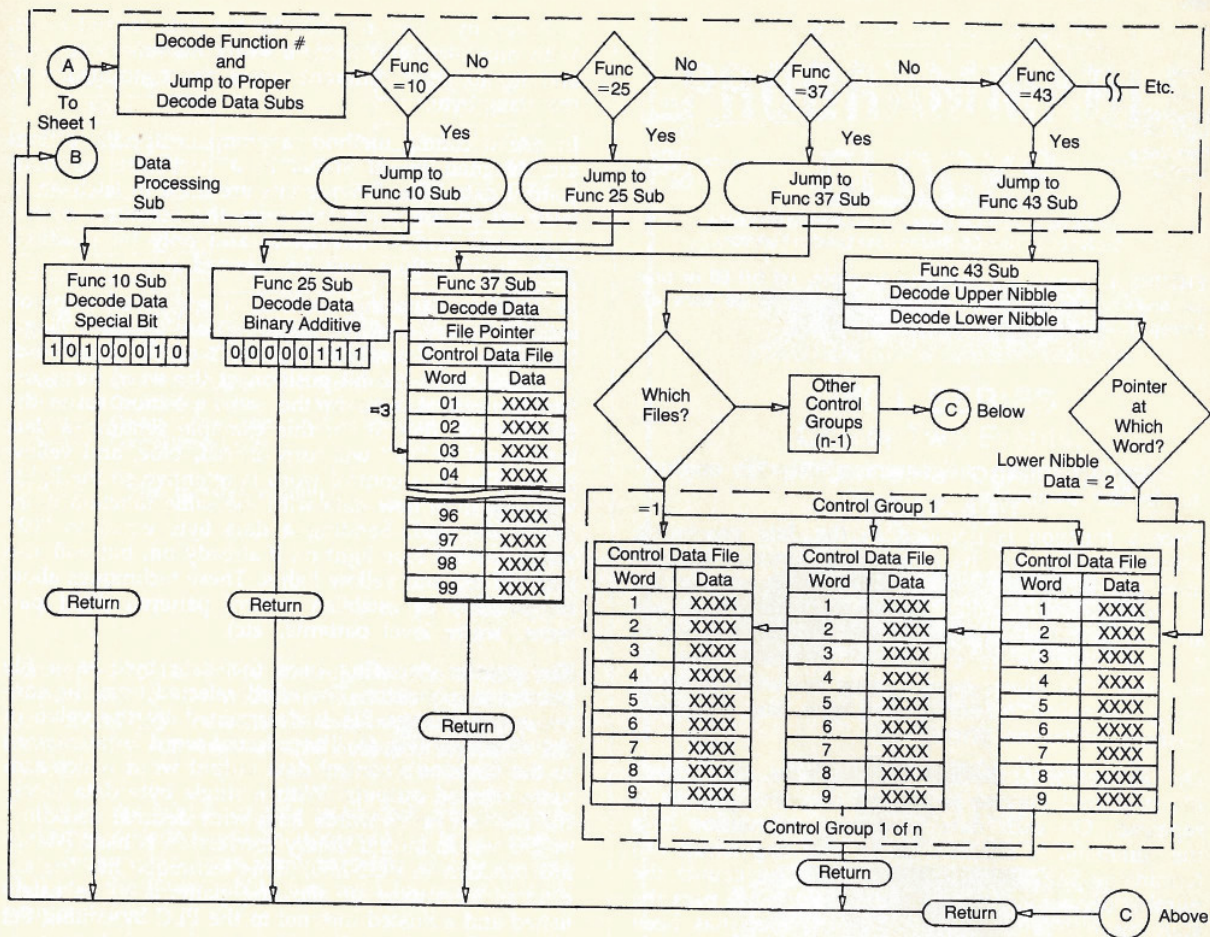 A
To
Sheet 1
B
Decode Function #
and
Jump to Proper
Decode Data Subs
Func
=10
No
Func
=25
No
Func
=37
No
Func
=43
Etc.
Yes
Yes
Yes
Yes
Data
Processing
Sub
Jump to
Func 10 Sub
Jump to
Func 25 Sub
Jump to
Func 37 Sub
Jump to
Func 43 Sub
Func 10 Sub
Decode Data
Special Bit
1 0 1 0 0 0 1 0
Return
Func 25 Sub
Decode Data
Binary Additive
0 0 0 0 0 1 1 1
Return
Func 37 Sub
Decode Data
File Pointer
Control Data File
Word Data
=3
01 XXXX
02 XXXX
03 XXXX
04 XXXX
96 XXXX
97 XXXX
98 XXXX
99 XXXX
Return
Func 43 Sub
Decode Upper Nibble
Decode Lower Nibble
Which
Files?
Other
Control
Groups
(n-1)
C
Below
Pointer
at
Which
Word?
Lower Nibble
Data = 2
=1
Control Group 1
Control Data File
Word Data
1 XXXX
2 XXXX
3 XXXX
4 XXXX
5 XXXX
6 XXXX
7 XXXX
8 XXXX
9 XXXX
Control Data File
Word Data
1 XXXX
2 XXXX
3 XXXX
4 XXXX
5 XXXX
6 XXXX
7 XXXX
8 XXXX
9 XXXX
Control Data File
Word Data
1 XXXX
2 XXXX
3 XXXX
4 XXXX
5 XXXX
6 XXXX
7 XXXX
8 XXXX
9 XXXX
Control Group 1 of n
Return
Return
C
Above